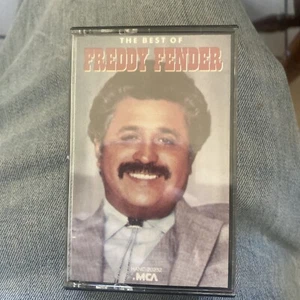 THE BEST OF
FREDDY FENDER
MCA